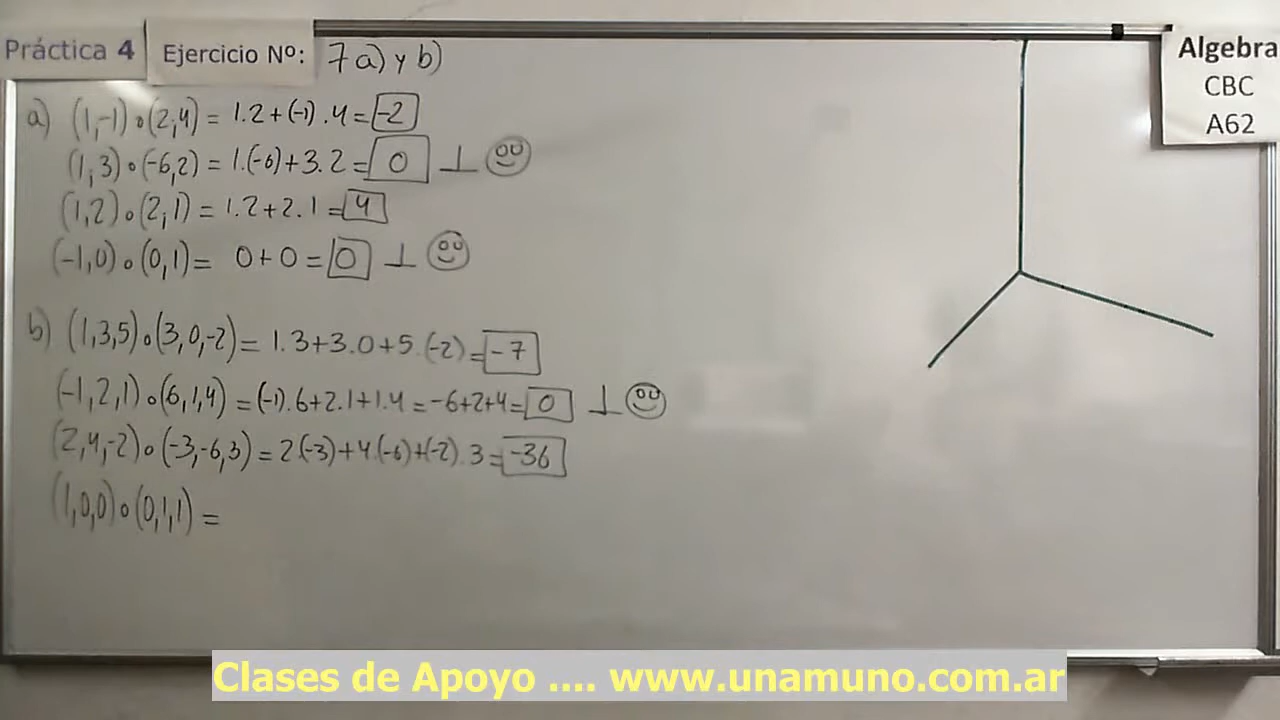 Práctica 4
Ejercicio Nº: 7 a) y b)
Algebra
CBC
A62
a) (1,-1)∘(2,4) = 1.2+(-1).4 = -2
(1,3)∘(-6,2) = 1.(-6)+3.2 = 0 ⊥
(1,2)∘(2,1) = 1.2+2.1 = 4
(-1,0)∘(0,1) = 0+0 = 0 ⊥
b) (1,3,5)∘(3,0,-2) = 1.3+3.0+5.(-2) = -7
(-1,2,1)∘(6,1,4) = (-1).6+2.1+1.4 = -6+2+4 = 0 ⊥
(2,4,-2)∘(-3,-6,3) = 2.(-3)+4.(-6)+(-2).3 = -36
(1,0,0)∘(0,1,1) =
Clases de Apoyo .... www.unamuno.com.ar